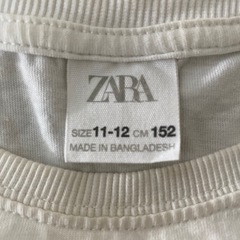 ZARA
SIZE 11-12 CM 152
MADE IN BANGLADESH